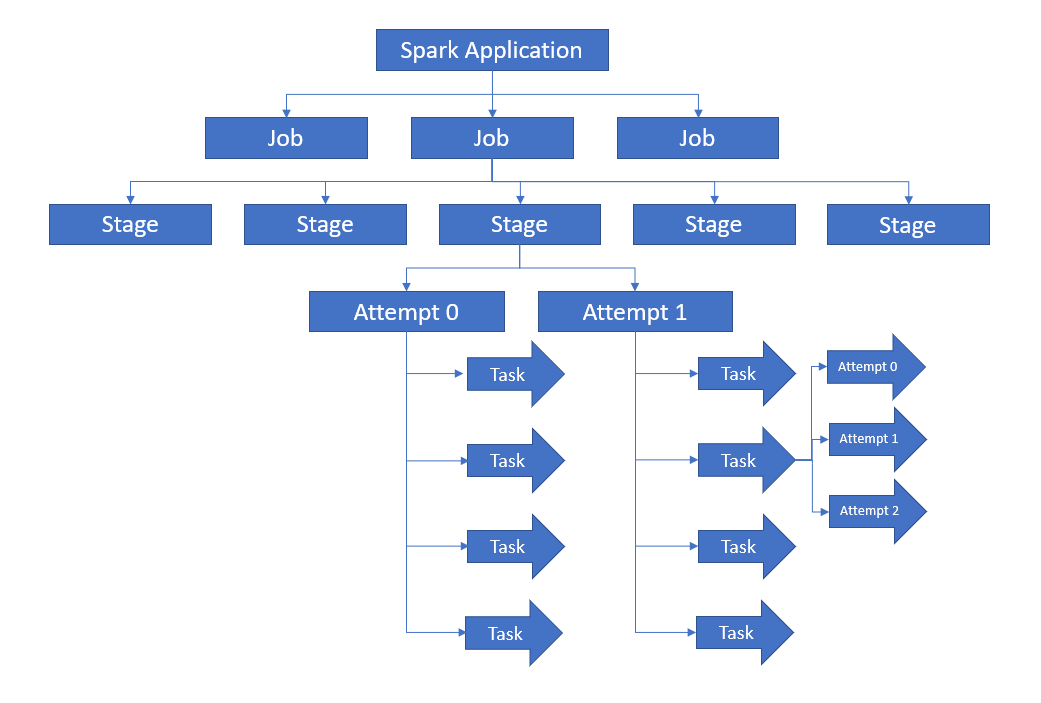 Spark Application
Job
Job
Job
Stage
Stage
Stage
Stage
Stage
Attempt 0
Attempt 1
Task
Task
Attempt 0
Attempt 1
Task
Task
Attempt 2
Task
Task
Task
Task